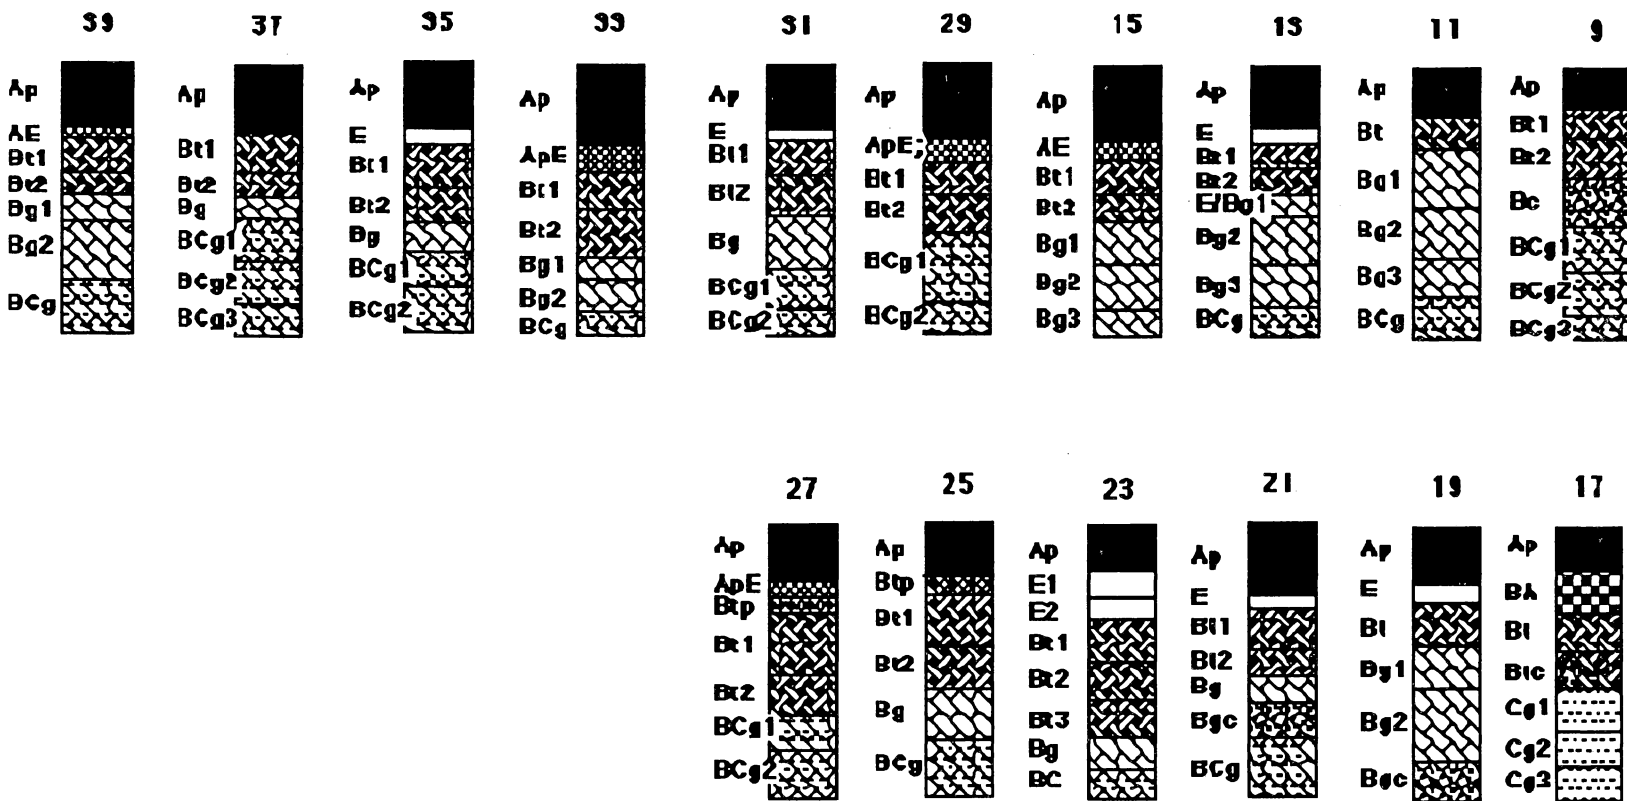 39 37 35 33 31 29 15 13 11 9
Ap
AE
Bt1
Bt2
Bg1
Bg2
BCg
Ap
Bt1
Bt2
Bg
BCg1
BCg2
BCg3
Ap
E
Bt1
Bt2
Bg
BCg1
BCg2
Ap
ApE
Bt1
Bt2
Bg1
Bg2
BCg
Ap
E
Bt1
Bt2
Bg
BCg1
BCg2
Ap
ApE;
Bt1
Bt2
BCg1
BCg2
Ap
AE
Bt1
Bt2
Bg1
Bg2
Bg3
Ap
E
Bt1
Bt2
E/Bg1
Bg2
Bg3
BCg
Ap
Bt
Bg1
Bg2
Bg3
BCg
Ap
Bt1
Bt2
Bc
BCg1
BCg2
BCg3
27 25 23 21 19 17
Ap
ApE
Btp
Bt1
Bt2
BCg1
BCg2
Ap
Btp
Bt1
Bt2
Bg
BCg
Ap
E1
E2
Bt1
Bt2
Bt3
Bg
BC
Ap
E
Bt1
Bt2
Bg
Bgc
BCg
Ap
E
Bt
Bg1
Bg2
Bgc
Ap
BA
Bt
Btc
Cg1
Cg2
Cg3